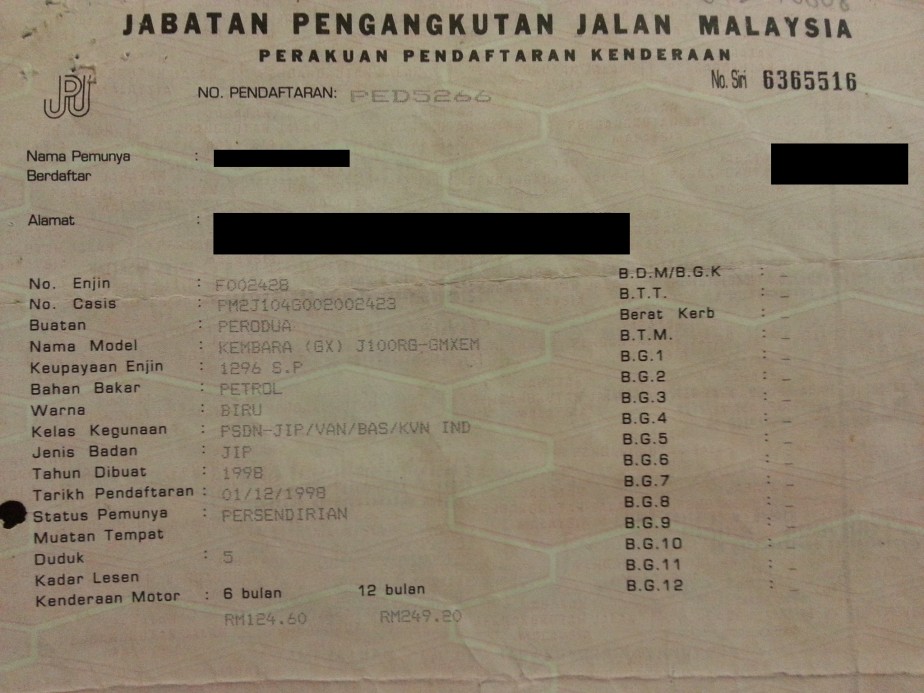 JABATAN PENGANGKUTAN JALAN MALAYSIA
PERAKUAN PENDAFTARAN KENDERAAN
No. Siri 6365516
JPJ
NO. PENDAFTARAN: PED5266
Nama Pemunya :
Berdaftar
Alamat :
No. Enjin : F002428
No. Casis : PM2J104G002002423
Buatan : PERODUA
Nama Model : KEMBARA (GX) J100RG-GMXEM
Keupayaan Enjin : 1296 S.P
Bahan Bakar : PETROL
Warna : BIRU
Kelas Kegunaan : PSDN-JIP/VAN/BAS/KVN IND
Jenis Badan : JIP
Tahun Dibuat : 1998
Tarikh Pendaftaran : 01/12/1998
Status Pemunya : PERSENDIRIAN
Muatan Tempat
Duduk : 5
Kadar Lesen
Kenderaan Motor : 6 bulan 12 bulan
RM124.60 RM249.20
B.D.M/B.G.K : -
B.T.T. : -
Berat Kerb : -
B.T.M. : -
B.G.1 : -
B.G.2 : -
B.G.3 : -
B.G.4 : -
B.G.5 : -
B.G.6 : -
B.G.7 : -
B.G.8 : -
B.G.9 : -
B.G.10 : -
B.G.11 : -
B.G.12 : -